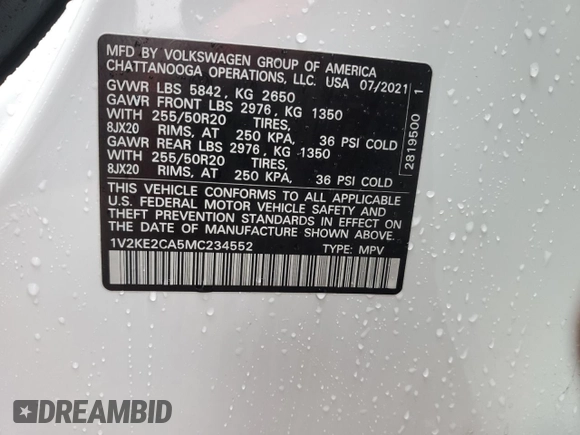 MFD BY VOLKSWAGEN GROUP OF AMERICA
CHATTANOOGA OPERATIONS, LLC. USA 07/2021
GVWR LBS 5842, KG 2650
GAWR FRONT LBS 2976, KG 1350
WITH 255/50R20 TIRES,
8JX20 RIMS, AT 250 KPA, 36 PSI COLD
GAWR REAR LBS 2976, KG 1350
WITH 255/50R20 TIRES,
8JX20 RIMS, AT 250 KPA, 36 PSI COLD
THIS VEHICLE CONFORMS TO ALL APPLICABLE
U.S. FEDERAL MOTOR VEHICLE SAFETY AND
THEFT PREVENTION STANDARDS IN EFFECT ON
THE DATE OF MANUFACTURE SHOWN ABOVE.
1V2KE2CA5MC234552 TYPE: MPV
2819500 1
DREAMBID